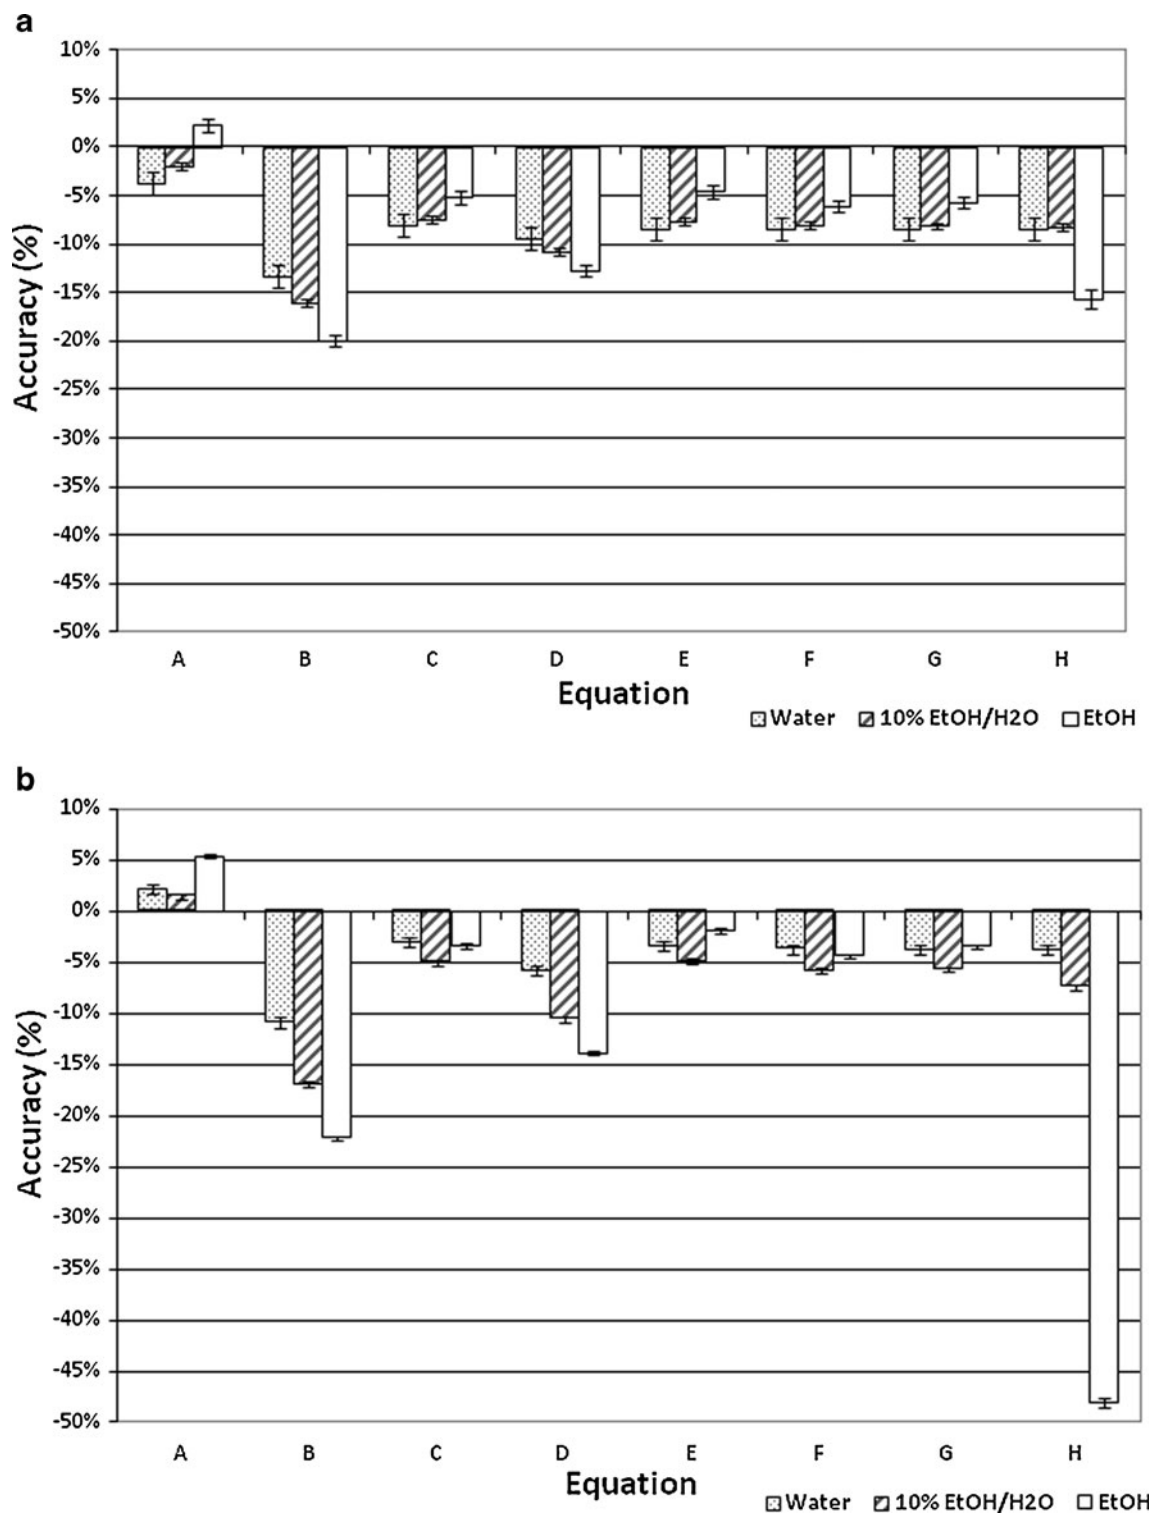 a
10%
5%
0%
-5%
-10%
-15%
-20%
-25%
-30%
-35%
-40%
-45%
-50%
Accuracy (%)
A B C D E F G H
Equation
Water 10% EtOH/H2O EtOH
b
10%
5%
0%
-5%
-10%
-15%
-20%
-25%
-30%
-35%
-40%
-45%
-50%
Accuracy (%)
A B C D E F G H
Equation
Water 10% EtOH/H2O EtOH